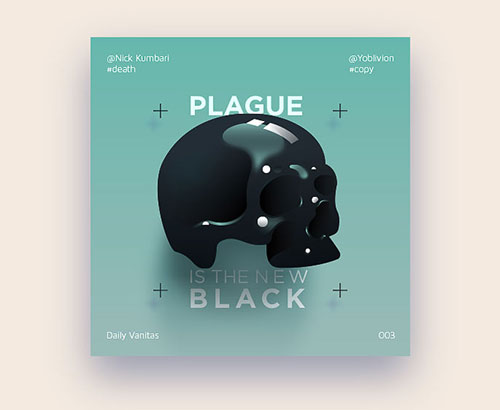 @Nick Kumbari
#death
@Yoblivion
#copy
PLAGUE
IS THE NEW
BLACK
Daily Vanitas
003